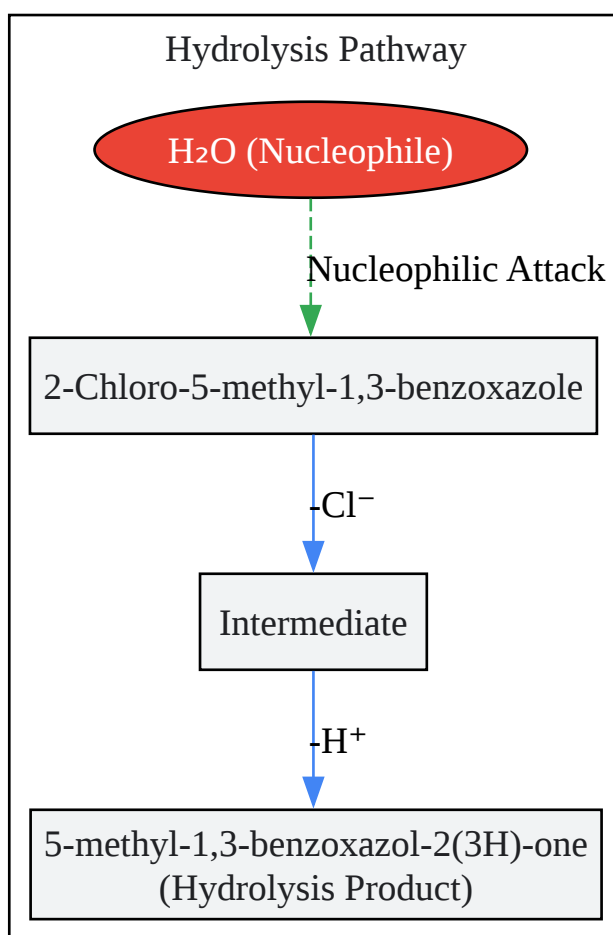 Hydrolysis Pathway
H₂O (Nucleophile)
Nucleophilic Attack
2-Chloro-5-methyl-1,3-benzoxazole
-Cl⁻
Intermediate
-H⁺
5-methyl-1,3-benzoxazol-2(3H)-one
(Hydrolysis Product)